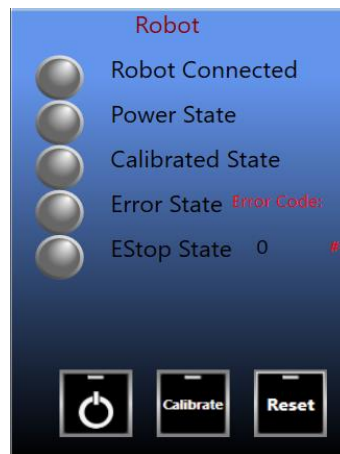 Robot
Robot Connected
Power State
Calibrated State
Error State Error Code:
EStop State 0 #
Calibrate Reset